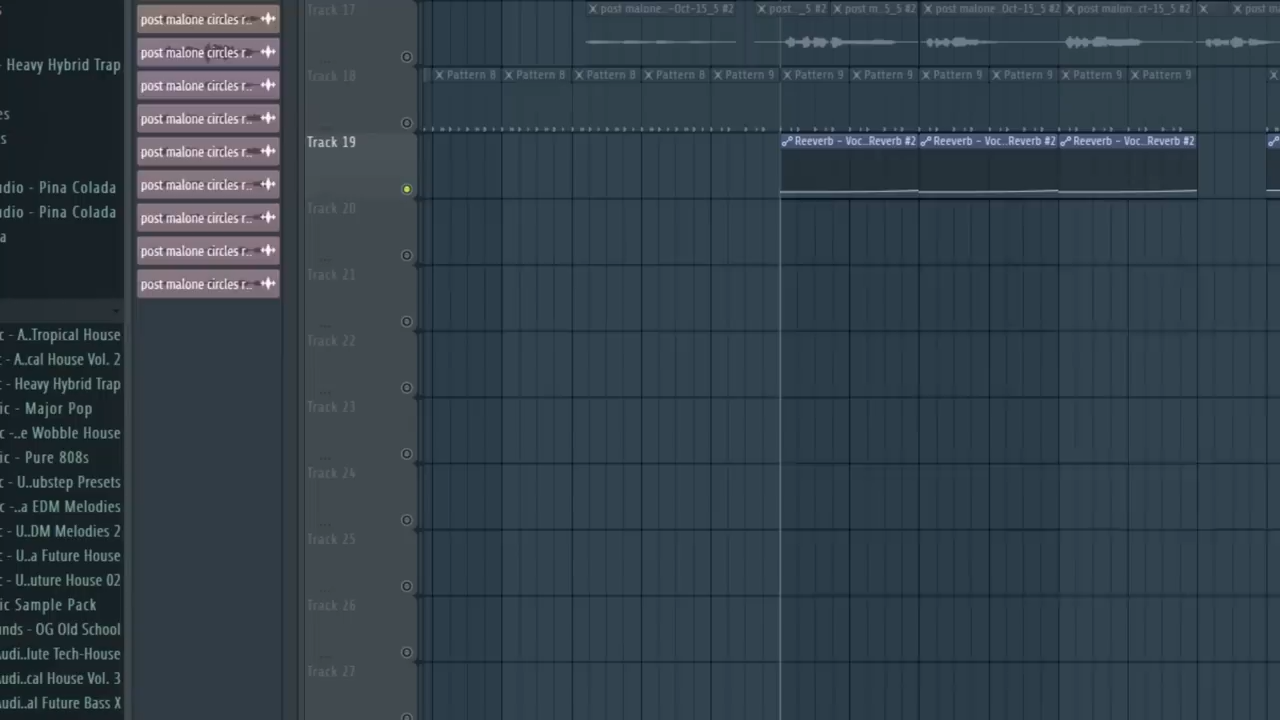 - Heavy Hybrid Trap
es
s
udio - Pina Colada
udio - Pina Colada
a
c - A..Tropical House
c - A..cal House Vol. 2
c - Heavy Hybrid Trap
ic - Major Pop
c -..e Wobble House
ic - Pure 808s
c - U..ubstep Presets
c -..a EDM Melodies
c - U..DM Melodies 2
c - U..a Future House
c - U..uture House 02
ic Sample Pack
unds - OG Old School
Audi..lute Tech-House
Audi..cal House Vol. 3
Audi..al Future Bass X
post malone circles r..
post malone circles r..
post malone circles r..
post malone circles r..
post malone circles r..
post malone circles r..
post malone circles r..
post malone circles r..
post malone circles r..
Track 17
post malone...-Oct-15_5 #2
post..._5 #2
post m..5_5 #2
post malone ..Oct-15_5 #2
post malon..ct-15_5 #2
post m
Track 18
Pattern 8
Pattern 8
Pattern 8
Pattern 8
Pattern 9
Pattern 9
Pattern 9
Pattern 9
Pattern 9
Pattern 9
Pattern 9
Track 19
Reeverb - Voc..Reverb #2
Reeverb - Voc..Reverb #2
Reeverb - Voc..Reverb #2
Track 20
Track 21
Track 22
Track 23
Track 24
Track 25
Track 26
Track 27